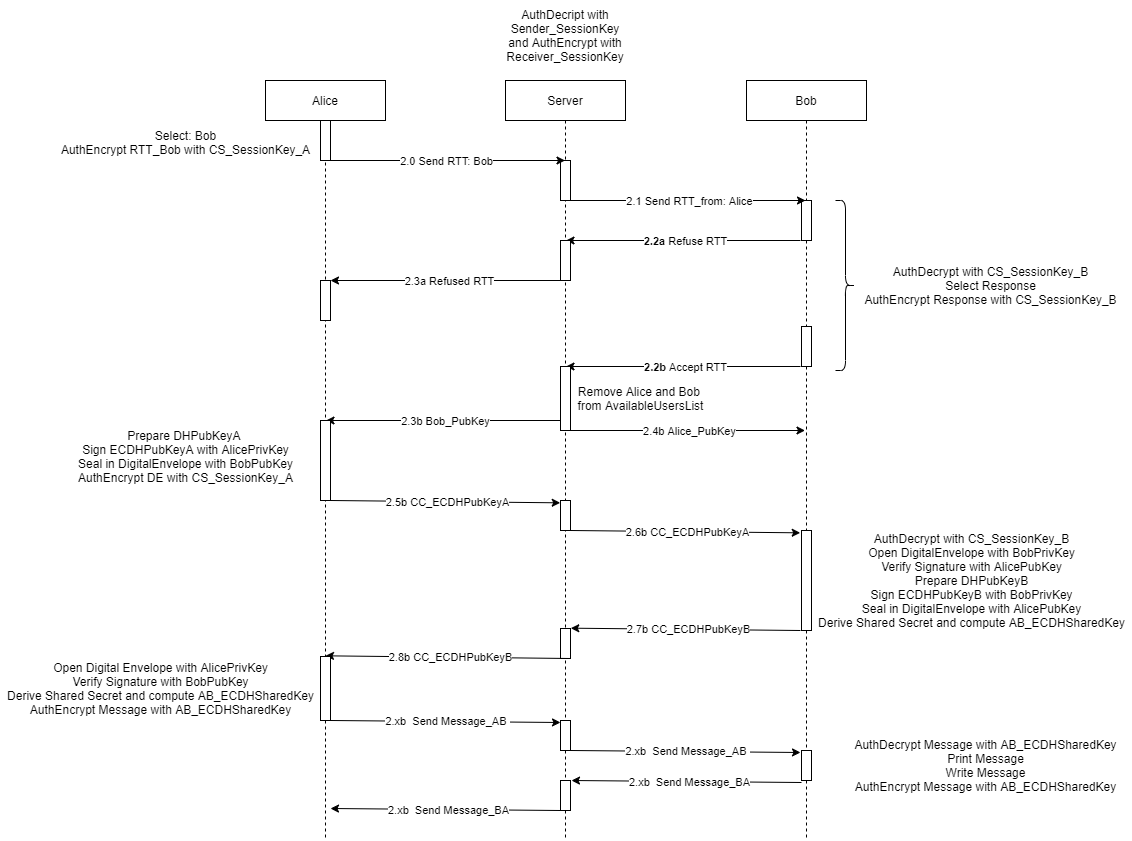 AuthDecript with
Sender_SessionKey
and AuthEncrypt with
Receiver_SessionKey
Alice
Server
Bob
Select: Bob
AuthEncrypt RTT_Bob with CS_SessionKey_A
2.0 Send RTT: Bob
2.1 Send RTT_from: Alice
2.2a Refuse RTT
2.3a Refused RTT
AuthDecrypt with CS_SessionKey_B
Select Response
AuthEncrypt Response with CS_SessionKey_B
2.2b Accept RTT
Remove Alice and Bob
from AvailableUsersList
2.3b Bob_PubKey
2.4b Alice_PubKey
Prepare DHPubKeyA
Sign ECDHPubKeyA with AlicePrivKey
Seal in DigitalEnvelope with BobPubKey
AuthEncrypt DE with CS_SessionKey_A
2.5b CC_ECDHPubKeyA
2.6b CC_ECDHPubKeyA
AuthDecrypt with CS_SessionKey_B
Open DigitalEnvelope with BobPrivKey
Verify Signature with AlicePubKey
Prepare DHPubKeyB
Sign ECDHPubKeyB with BobPrivKey
Seal in DigitalEnvelope with AlicePubKey
Derive Shared Secret and compute AB_ECDHSharedKey
2.7b CC_ECDHPubKeyB
2.8b CC_ECDHPubKeyB
Open Digital Envelope with AlicePrivKey
Verify Signature with BobPubKey
Derive Shared Secret and compute AB_ECDHSharedKey
AuthEncrypt Message with AB_ECDHSharedKey
2.xb Send Message_AB
2.xb Send Message_AB
AuthDecrypt Message with AB_ECDHSharedKey
Print Message
Write Message
AuthEncrypt Message with AB_ECDHSharedKey
2.xb Send Message_BA
2.xb Send Message_BA